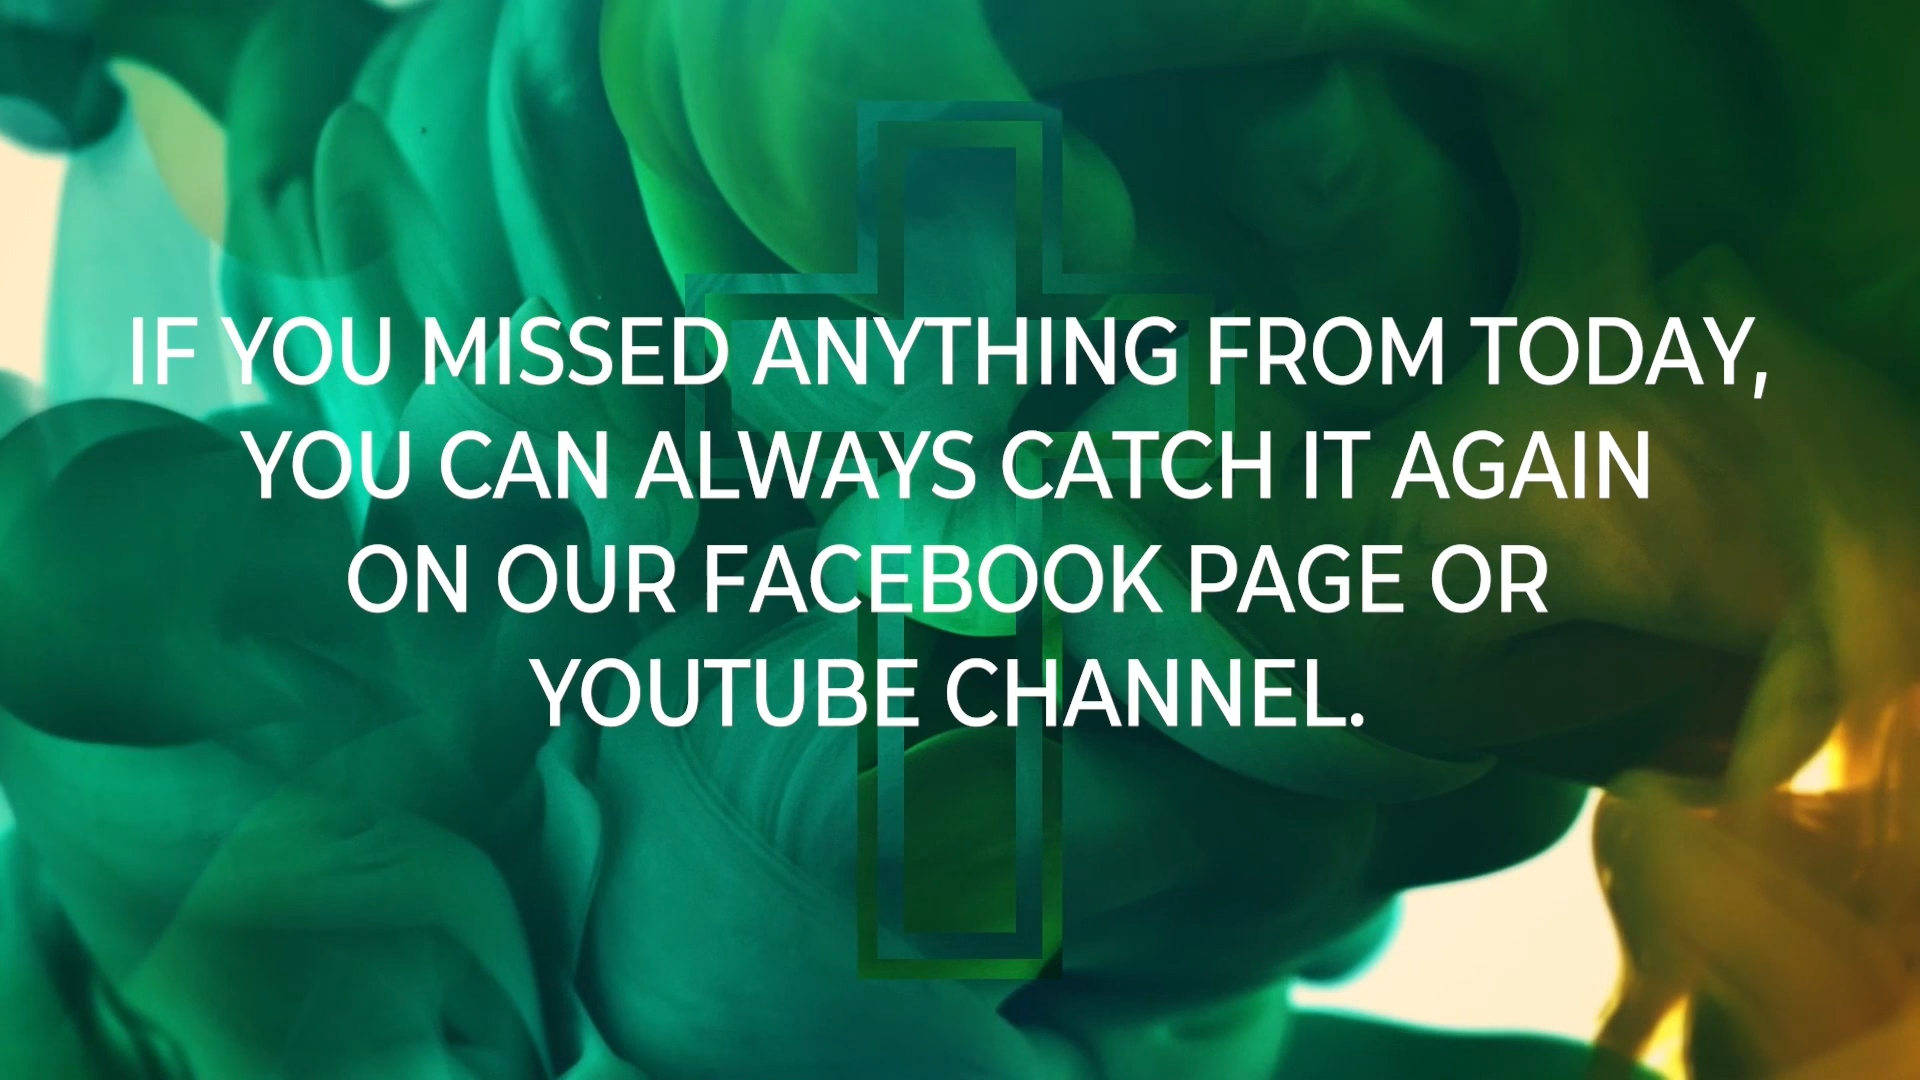 IF YOU MISSED ANYTHING FROM TODAY,
YOU CAN ALWAYS CATCH IT AGAIN
ON OUR FACEBOOK PAGE OR
YOUTUBE CHANNEL.